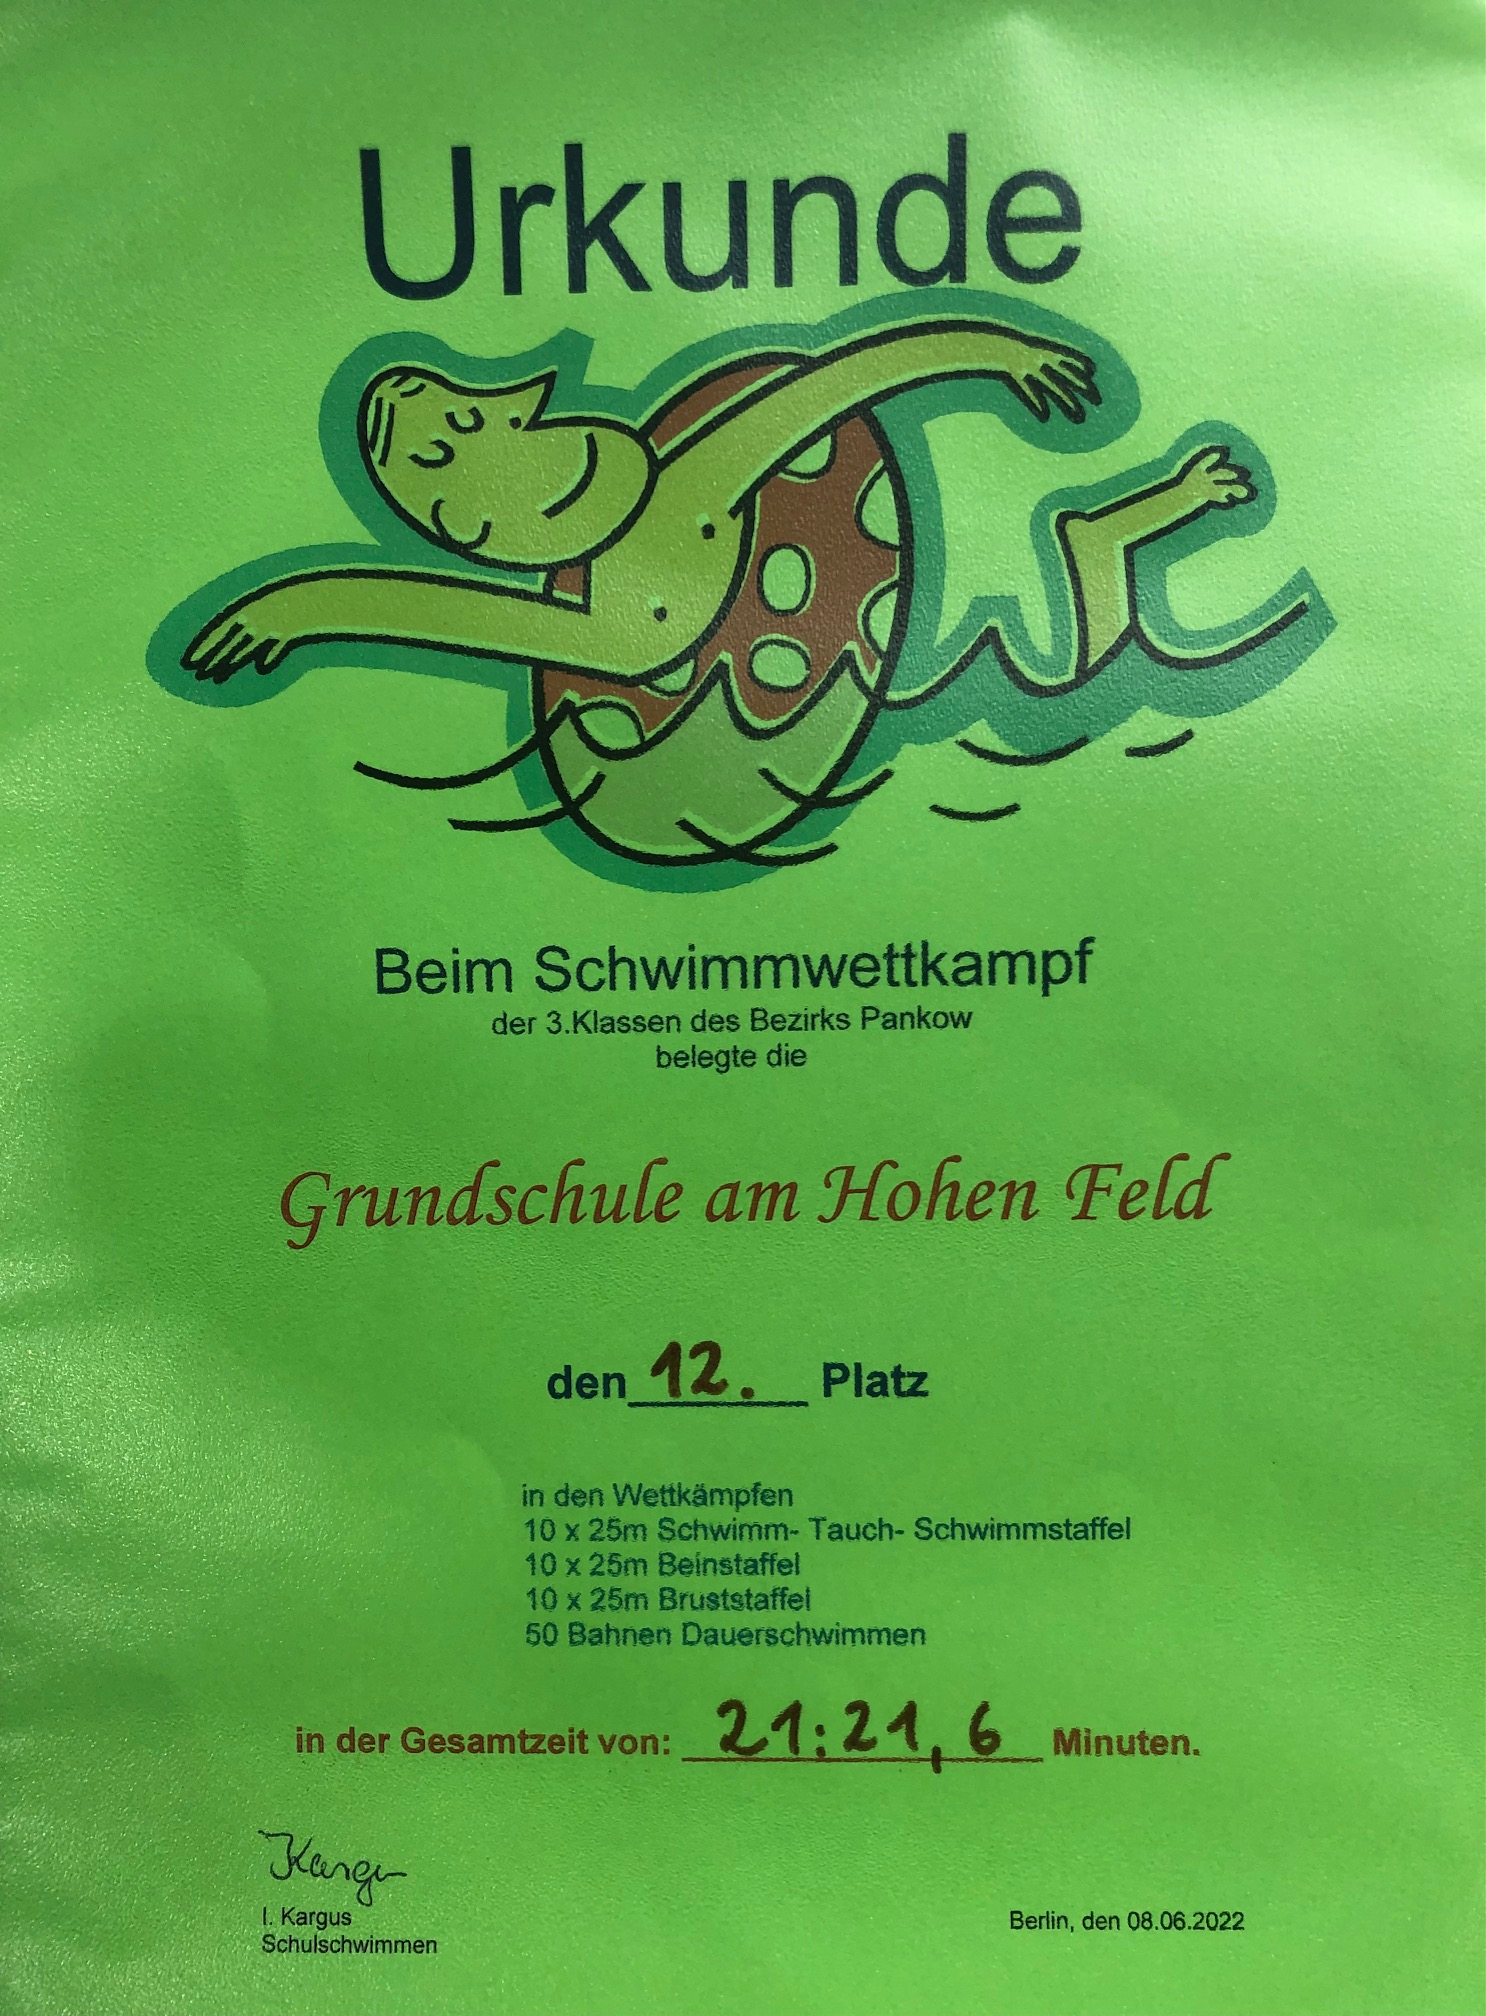 Urkunde
Beim Schwimmwettkampf
der 3.Klassen des Bezirks Pankow
belegte die
Grundschule am Hohen Feld
den 12. Platz
in den Wettkämpfen
10 x 25m Schwimm- Tauch- Schwimmstaffel
10 x 25m Beinstaffel
10 x 25m Bruststaffel
50 Bahnen Dauerschwimmen
in der Gesamtzeit von: 21:21,6 Minuten.
I. Kargus
Schulschwimmen
Berlin, den 08.06.2022